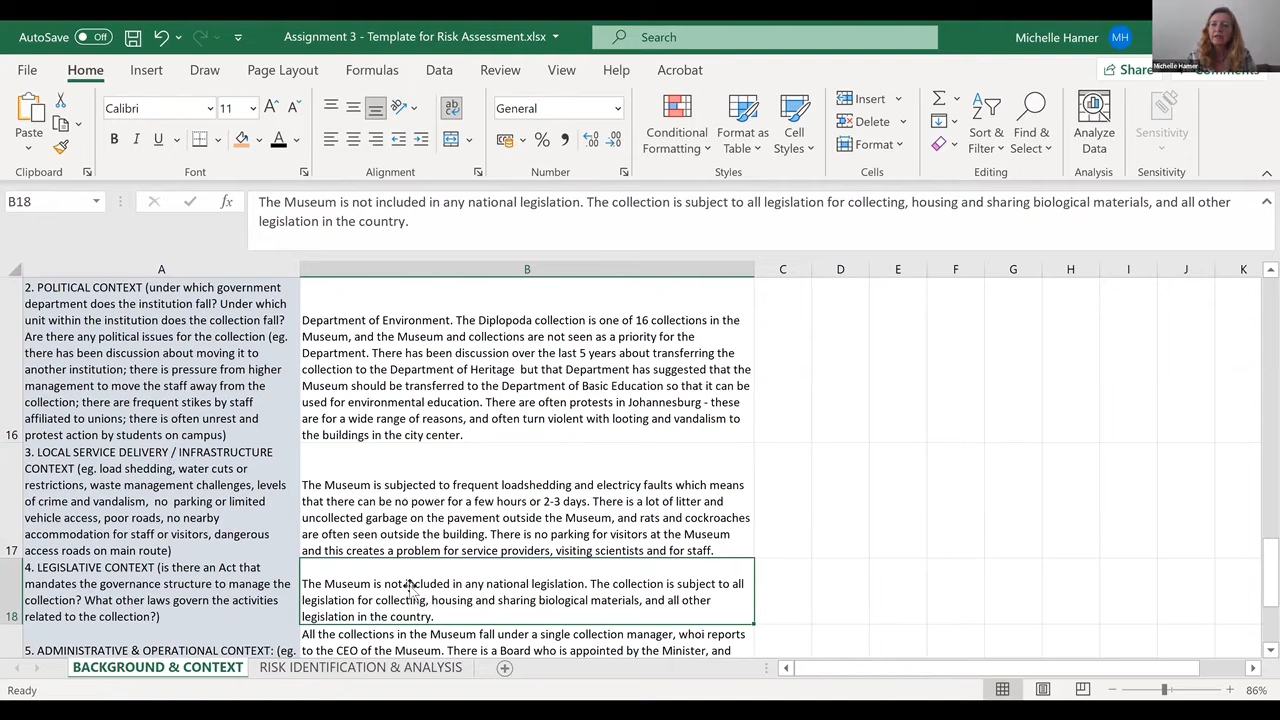 AutoSave Off
Assignment 3 - Template for Risk Assessment.xlsx
Search
Michelle Hamer MH
Michelle Hamer
File Home Insert Draw Page Layout Formulas Data Review View Help Acrobat
Share Comments
Paste
Clipboard
Calibri 11
B I U
Font
ab
Alignment
General
Number
Conditional
Formatting
Format as
Table
Cell
Styles
Styles
Insert
Delete
Format
Cells
Sort &
Filter
Find &
Select
Editing
Analyze
Data
Analysis
Sensitivity
Sensitivity
B18
fx
The Museum is not included in any national legislation. The collection is subject to all legislation for collecting, housing and sharing biological materials, and all other
legislation in the country.
A B C D E F G H I J K
16
2. POLITICAL CONTEXT (under which government
department does the institution fall? Under which
unit within the institution does the collection fall?
Are there any political issues for the collection (eg.
there has been discussion about moving it to
another institution; there is pressure from higher
management to move the staff away from the
collection; there are frequent stikes by staff
affiliated to unions; there is often unrest and
protest action by students on campus)
Department of Environment. The Diplopoda collection is one of 16 collections in the
Museum, and the Museum and collections are not seen as a priority for the
Department. There has been discussion over the last 5 years about transferring the
collection to the Department of Heritage but that Department has suggested that the
Museum should be transferred to the Department of Basic Education so that it can be
used for environmental education. There are often protests in Johannesburg - these
are for a wide range of reasons, and often turn violent with looting and vandalism to
the buildings in the city center.
17
3. LOCAL SERVICE DELIVERY / INFRASTRUCTURE
CONTEXT (eg. load shedding, water cuts or
restrictions, waste management challenges, levels
of crime and vandalism, no parking or limited
vehicle access, poor roads, no nearby
accommodation for staff or visitors, dangerous
access roads on main route)
The Museum is subjected to frequent loadshedding and electricy faults which means
that there can be no power for a few hours or 2-3 days. There is a lot of litter and
uncollected garbage on the pavement outside the Museum, and rats and cockroaches
are often seen outside the building. There is no parking for visitors at the Museum
and this creates a problem for service providers, visiting scientists and for staff.
18
4. LEGISLATIVE CONTEXT (is there an Act that
mandates the governance structure to manage the
collection? What other laws govern the activities
related to the collection?)
The Museum is not included in any national legislation. The collection is subject to all
legislation for collecting, housing and sharing biological materials, and all other
legislation in the country.
5. ADMINISTRATIVE & OPERATIONAL CONTEXT: (eg.
All the collections in the Museum fall under a single collection manager, whoi reports
to the CEO of the Museum. There is a Board who is appointed by the Minister, and
BACKGROUND & CONTEXT RISK IDENTIFICATION & ANALYSIS
Ready
86%